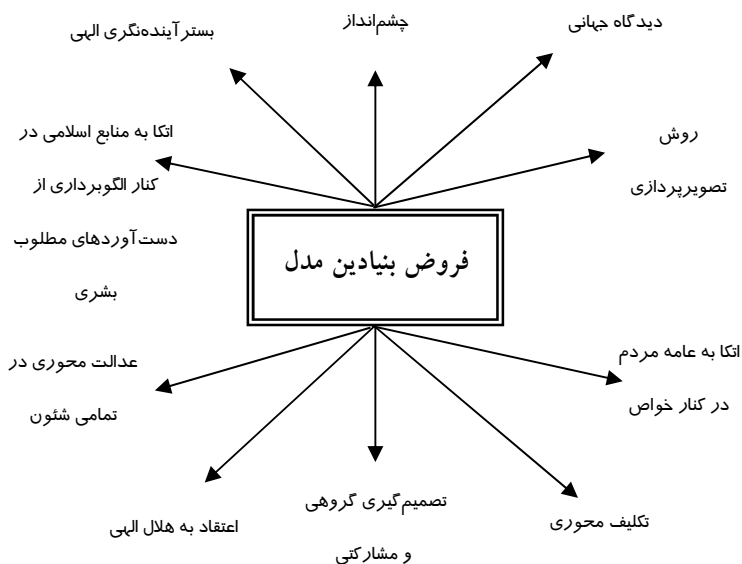 دیدگاه جهانی
چشم‌انداز
بستر آینده‌نگری الهی
روش
تصویرپردازی
اتکا به منابع اسلامی در
کنار الگوبرداری از
دست‌آوردهای مطلوب
بشری
فروض بنیادین مدل
اتکا به عامه مردم
در کنار خواص
عدالت محوری در
تمامی شئون
تکلیف محوری
تصمیم‌گیری گروهی
و مشارکتی
اعتقاد به هلال الهی